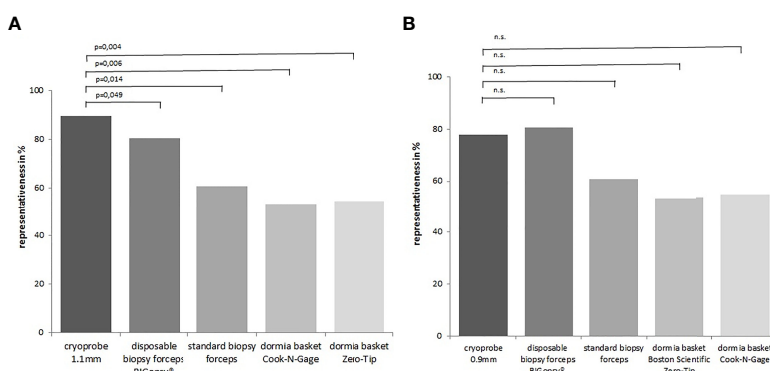 A
p=0,004
p=0,006
p=0,014
p=0,049
100
80
60
40
20
0
representativeness in %
cryoprobe
1.1mm
disposable
biopsy forceps
standard biopsy
forceps
dormia basket
Cook-N-Gage
dormia basket
Zero-Tip
B
n.s.
n.s.
n.s.
n.s.
100
80
60
40
20
0
representativeness in %
cryoprobe
0.9mm
disposable
biopsy forceps
standard biopsy
forceps
dormia basket
Boston Scientific
Zero-Tip
dormia basket
Cook-N-Gage